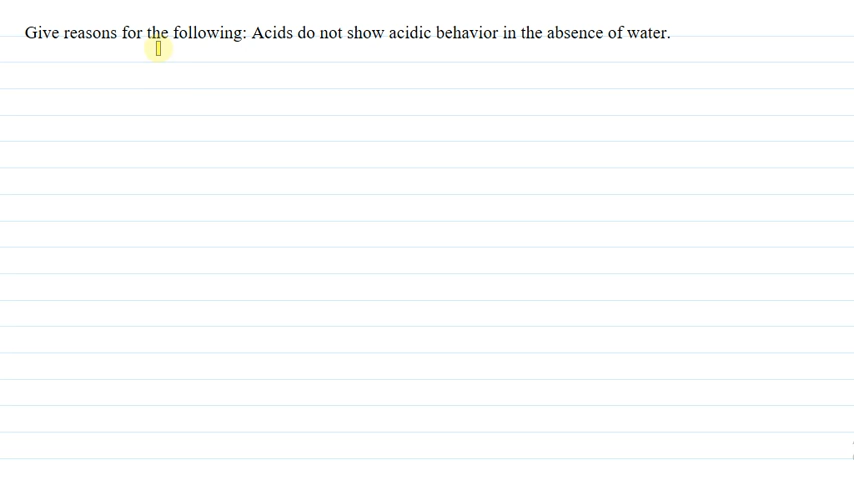 Give reasons for the following: Acids do not show acidic behavior in the absence of water.